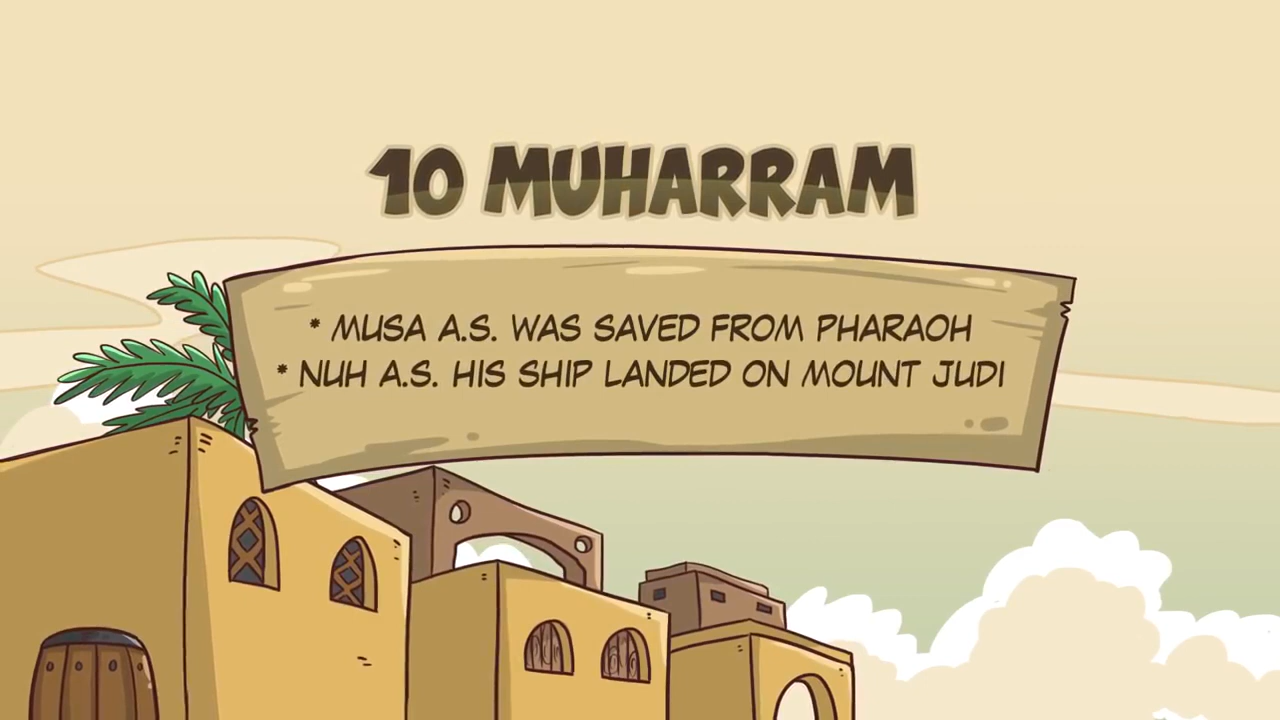 10 MUHARRAM
* MUSA A.S. WAS SAVED FROM PHARAOH
* NUH A.S. HIS SHIP LANDED ON MOUNT JUDI